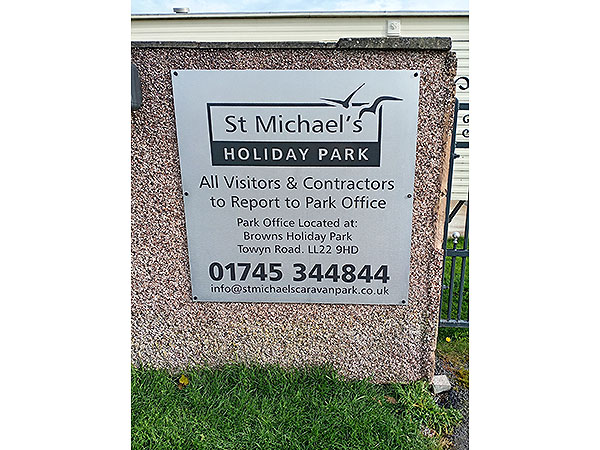 St Michael's
HOLIDAY PARK
All Visitors & Contractors
to Report to Park Office
Park Office Located at:
Browns Holiday Park
Towyn Road. LL22 9HD
01745 344844
info@stmichaelscaravanpark.co.uk